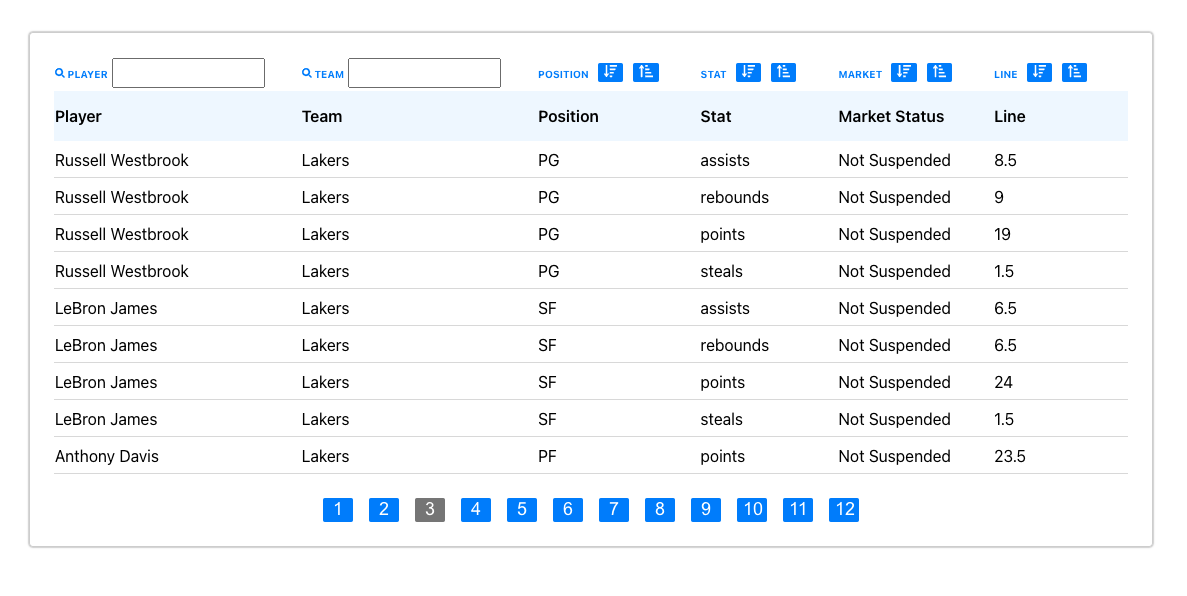 PLAYER TEAM POSITION STAT MARKET LINE
Player Team Position Stat Market Status Line
Russell Westbrook Lakers PG assists Not Suspended 8.5
Russell Westbrook Lakers PG rebounds Not Suspended 9
Russell Westbrook Lakers PG points Not Suspended 19
Russell Westbrook Lakers PG steals Not Suspended 1.5
LeBron James Lakers SF assists Not Suspended 6.5
LeBron James Lakers SF rebounds Not Suspended 6.5
LeBron James Lakers SF points Not Suspended 24
LeBron James Lakers SF steals Not Suspended 1.5
Anthony Davis Lakers PF points Not Suspended 23.5
1 2 3 4 5 6 7 8 9 10 11 12